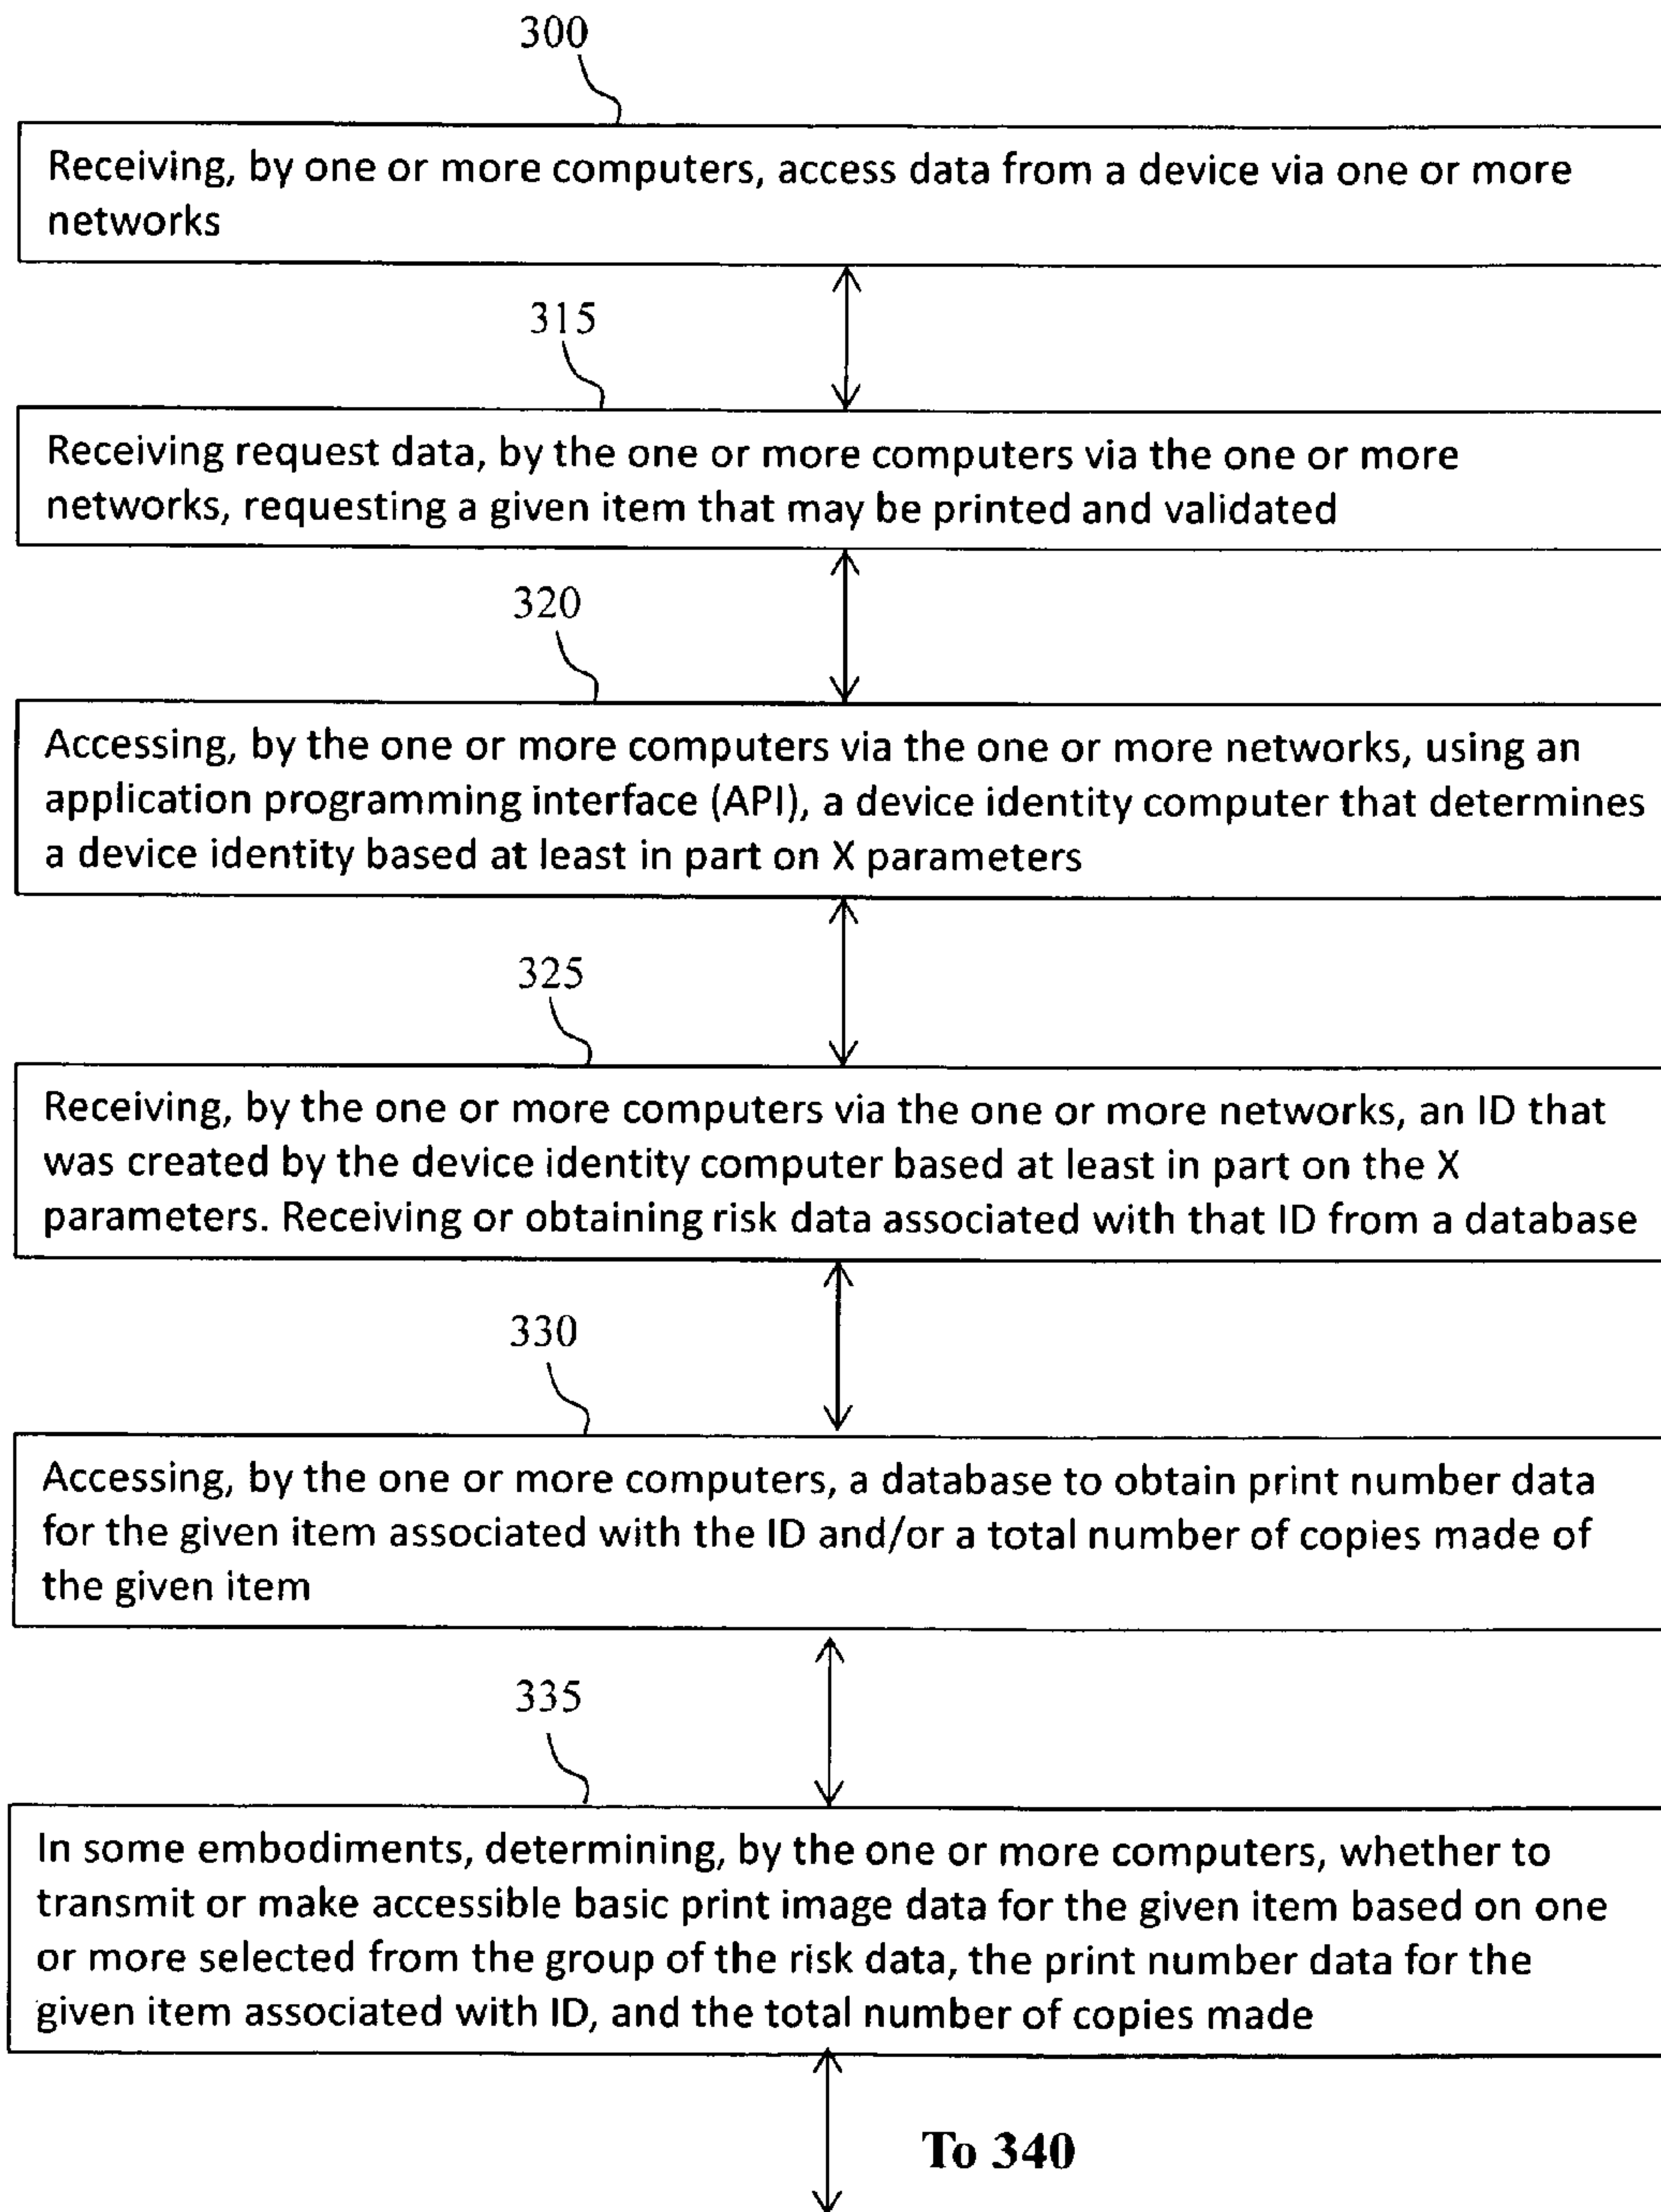 300
Receiving, by one or more computers, access data from a device via one or more
networks
315
Receiving request data, by the one or more computers via the one or more
networks, requesting a given item that may be printed and validated
320
Accessing, by the one or more computers via the one or more networks, using an
application programming interface (API), a device identity computer that determines
a device identity based at least in part on X parameters
325
Receiving, by the one or more computers via the one or more networks, an ID that
was created by the device identity computer based at least in part on the X
parameters. Receiving or obtaining risk data associated with that ID from a database
330
Accessing, by the one or more computers, a database to obtain print number data
for the given item associated with the ID and/or a total number of copies made of
the given item
335
In some embodiments, determining, by the one or more computers, whether to
transmit or make accessible basic print image data for the given item based on one
or more selected from the group of the risk data, the print number data for the
given item associated with ID, and the total number of copies made
To 340